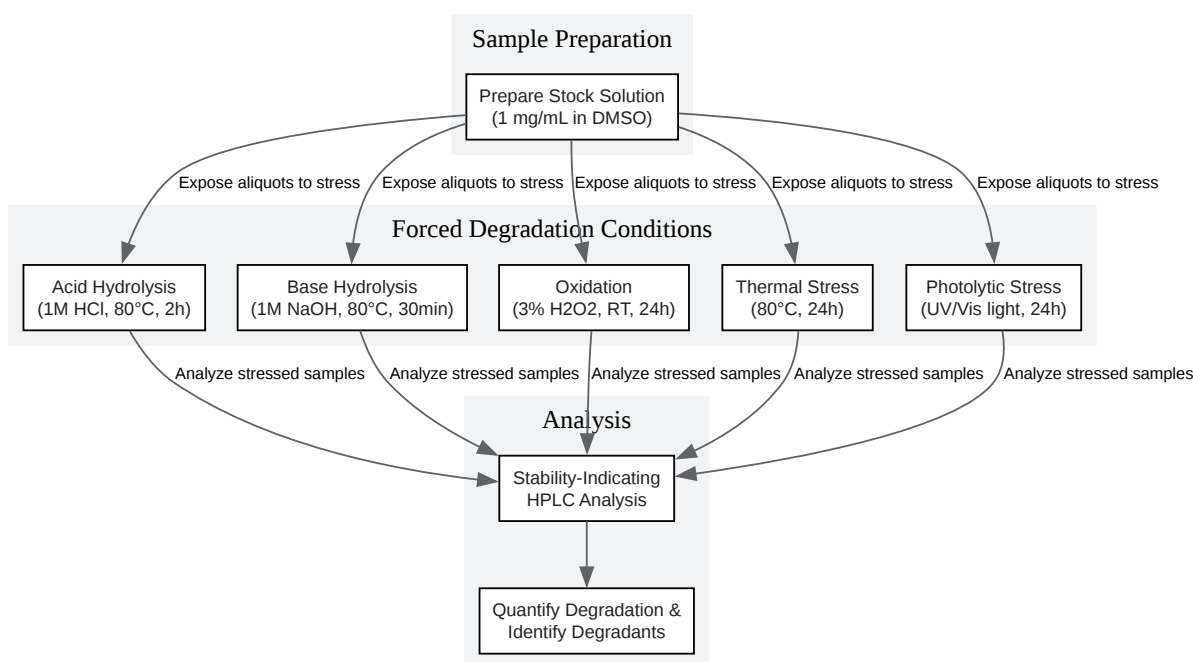 Sample Preparation
Prepare Stock Solution
(1 mg/mL in DMSO)
Expose aliquots to stress
Expose aliquots to stress
Expose aliquots to stress
Expose aliquots to stress
Expose aliquots to stress
Forced Degradation Conditions
Acid Hydrolysis
(1M HCl, 80°C, 2h)
Base Hydrolysis
(1M NaOH, 80°C, 30min)
Oxidation
(3% H2O2, RT, 24h)
Thermal Stress
(80°C, 24h)
Photolytic Stress
(UV/Vis light, 24h)
Analyze stressed samples
Analyze stressed samples
Analyze stressed samples
Analyze stressed samples
Analyze stressed samples
Analysis
Stability-Indicating
HPLC Analysis
Quantify Degradation &
Identify Degradants